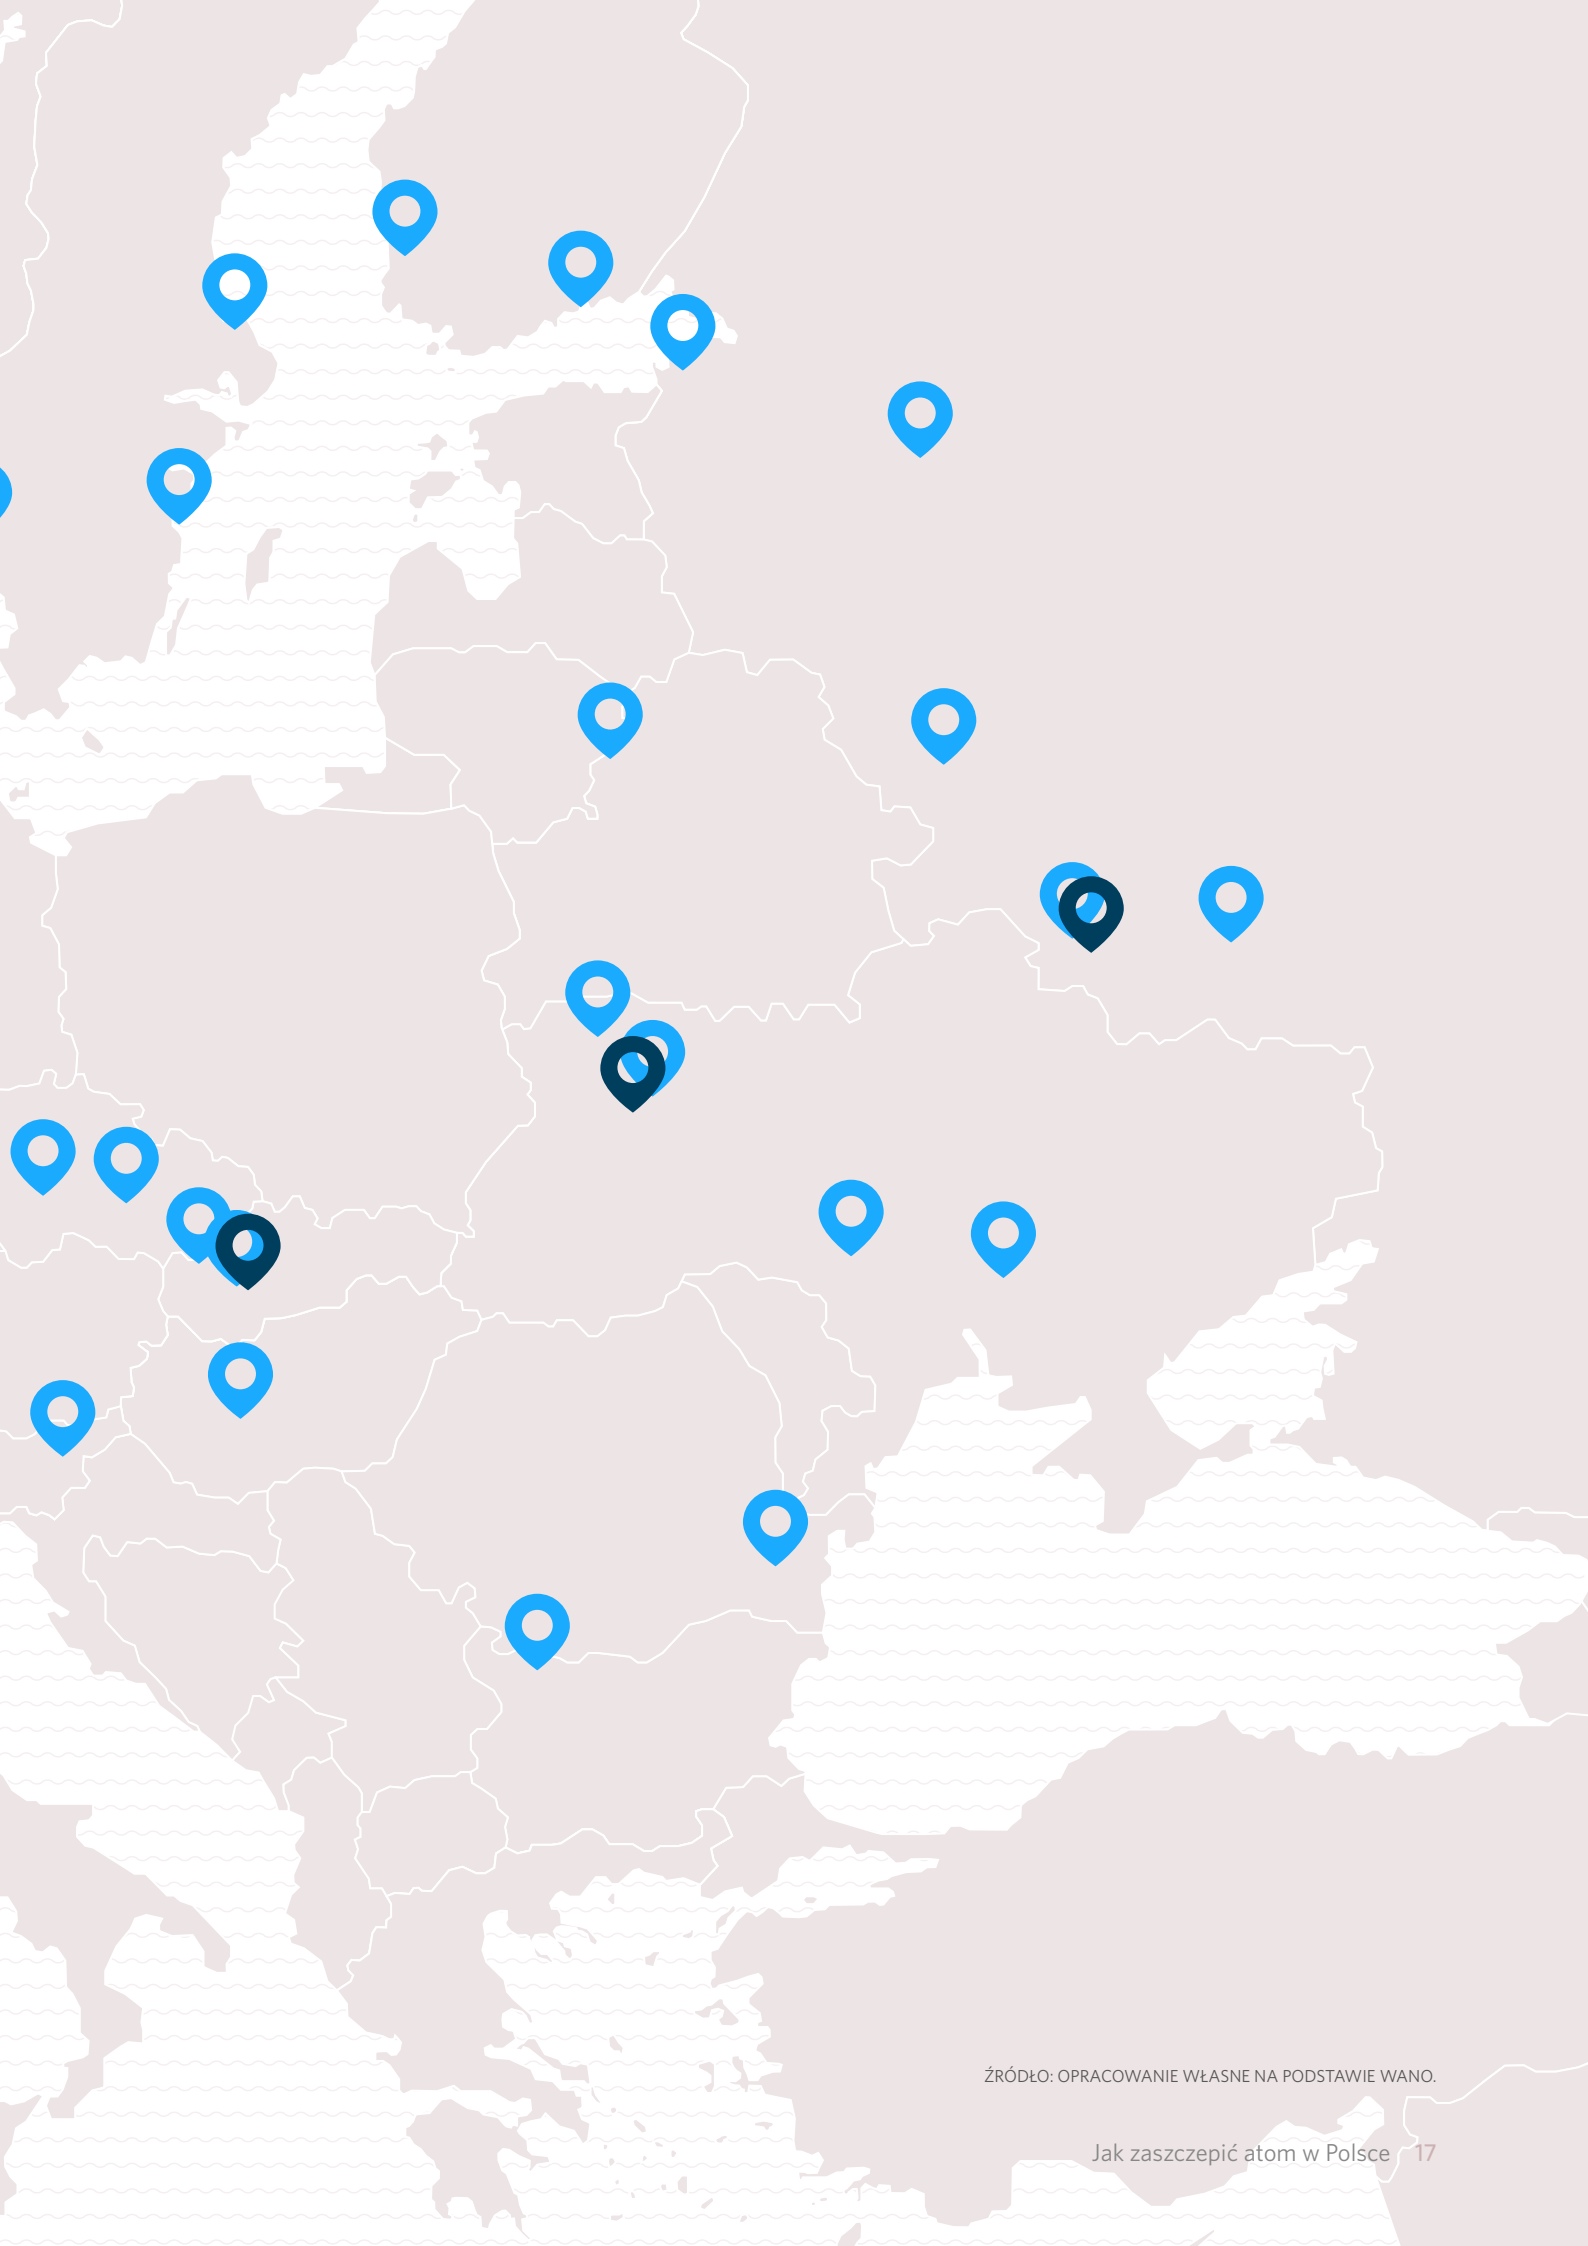 ŹRÓDŁO: OPRACOWANIE WŁASNE NA PODSTAWIE WANO.
Jak zaszczepić atom w Polsce 17